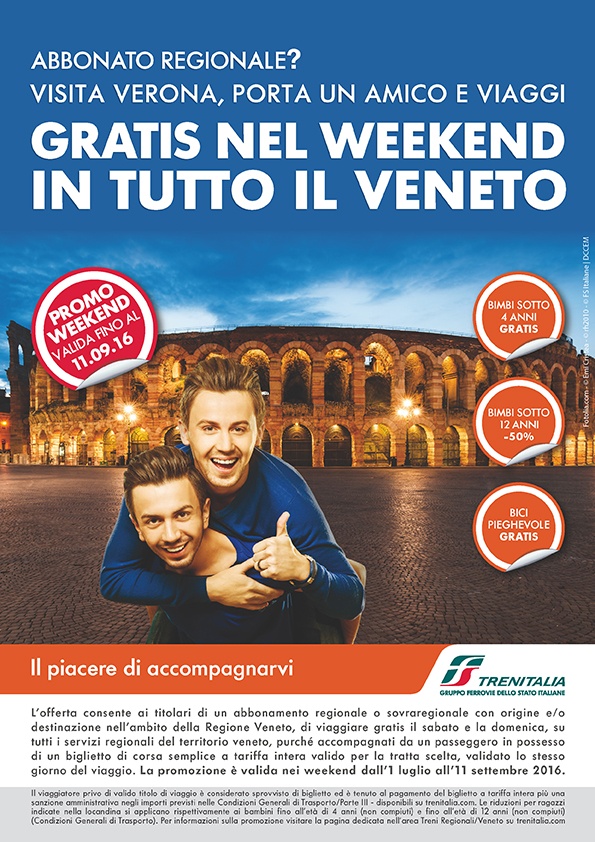 ABBONATO REGIONALE?
VISITA VERONA, PORTA UN AMICO E VIAGGI
GRATIS NEL WEEKEND
IN TUTTO IL VENETO
PROMO
WEEKEND
VALIDA FINO AL
11.09.16
BIMBI SOTTO
4 ANNI
GRATIS
BIMBI SOTTO
12 ANNI
-50%
BICI
PIEGHEVOLE
GRATIS
Il piacere di accompagnarvi
TRENITALIA
GRUPPO FERROVIE DELLO STATO ITALIANE
L'offerta consente ai titolari di un abbonamento regionale o sovraregionale con origine e/o
destinazione nell'ambito della Regione Veneto, di viaggiare gratis il sabato e la domenica, su
tutti i servizi regionali del territorio veneto, purché accompagnati da un passeggero in possesso
di un biglietto di corsa semplice a tariffa intera valido per la tratta scelta, validato lo stesso
giorno del viaggio. La promozione è valida nei weekend dall'1 luglio all'11 settembre 2016.
Il viaggiatore privo di valido titolo di viaggio è considerato sprovvisto di biglietto ed è tenuto al pagamento del biglietto a tariffa intera più una
sanzione amministrativa negli importi previsti nelle Condizioni Generali di Trasporto/Parte III - disponibili su trenitalia.com. Le riduzioni per ragazzi
indicate nella locandina si applicano rispettivamente ai bambini fino all'età di 4 anni (non compiuti) e fino all'età di 12 anni (non compiuti)
(Condizioni Generali di Trasporto). Per informazioni sulla promozione visitare la pagina dedicata nell'area Treni Regionali/Veneto su trenitalia.com